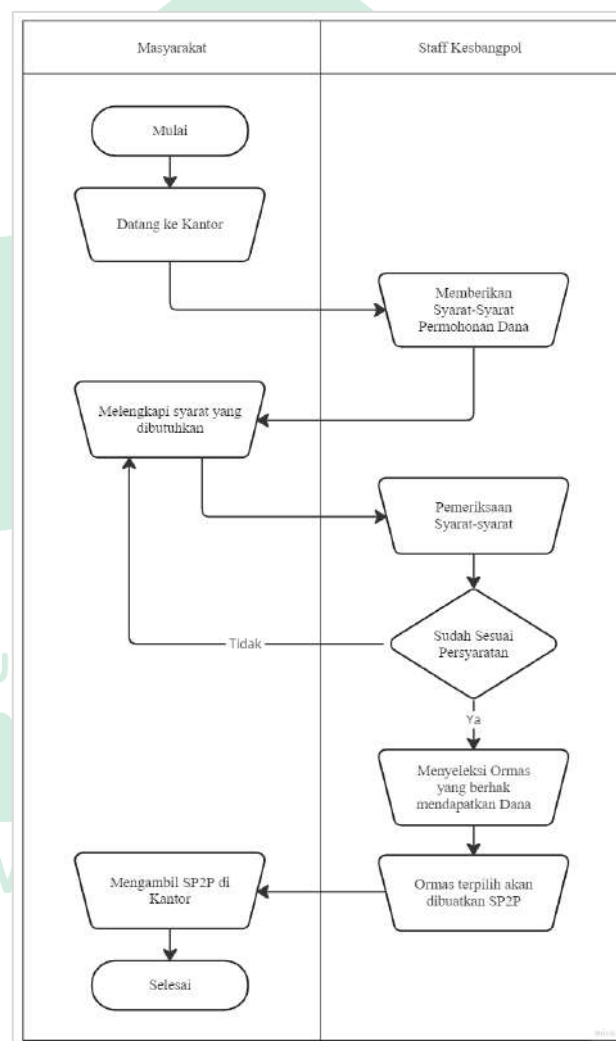 Masyarakat
Staff Kesbangpol
Mulai
Datang ke Kantor
Memberikan
Syarat-Syarat
Permohonan Dana
Melengkapi syarat yang
dibutuhkan
Pemeriksaan
Syarat-syarat
Sudah Sesuai
Persyaratan
Tidak
Ya
Menyeleksi Ormas
yang berhak
mendapatkan Dana
Ormas terpilih akan
dibuatkan SP2P
Mengambil SP2P di
Kantor
Selesai
miro